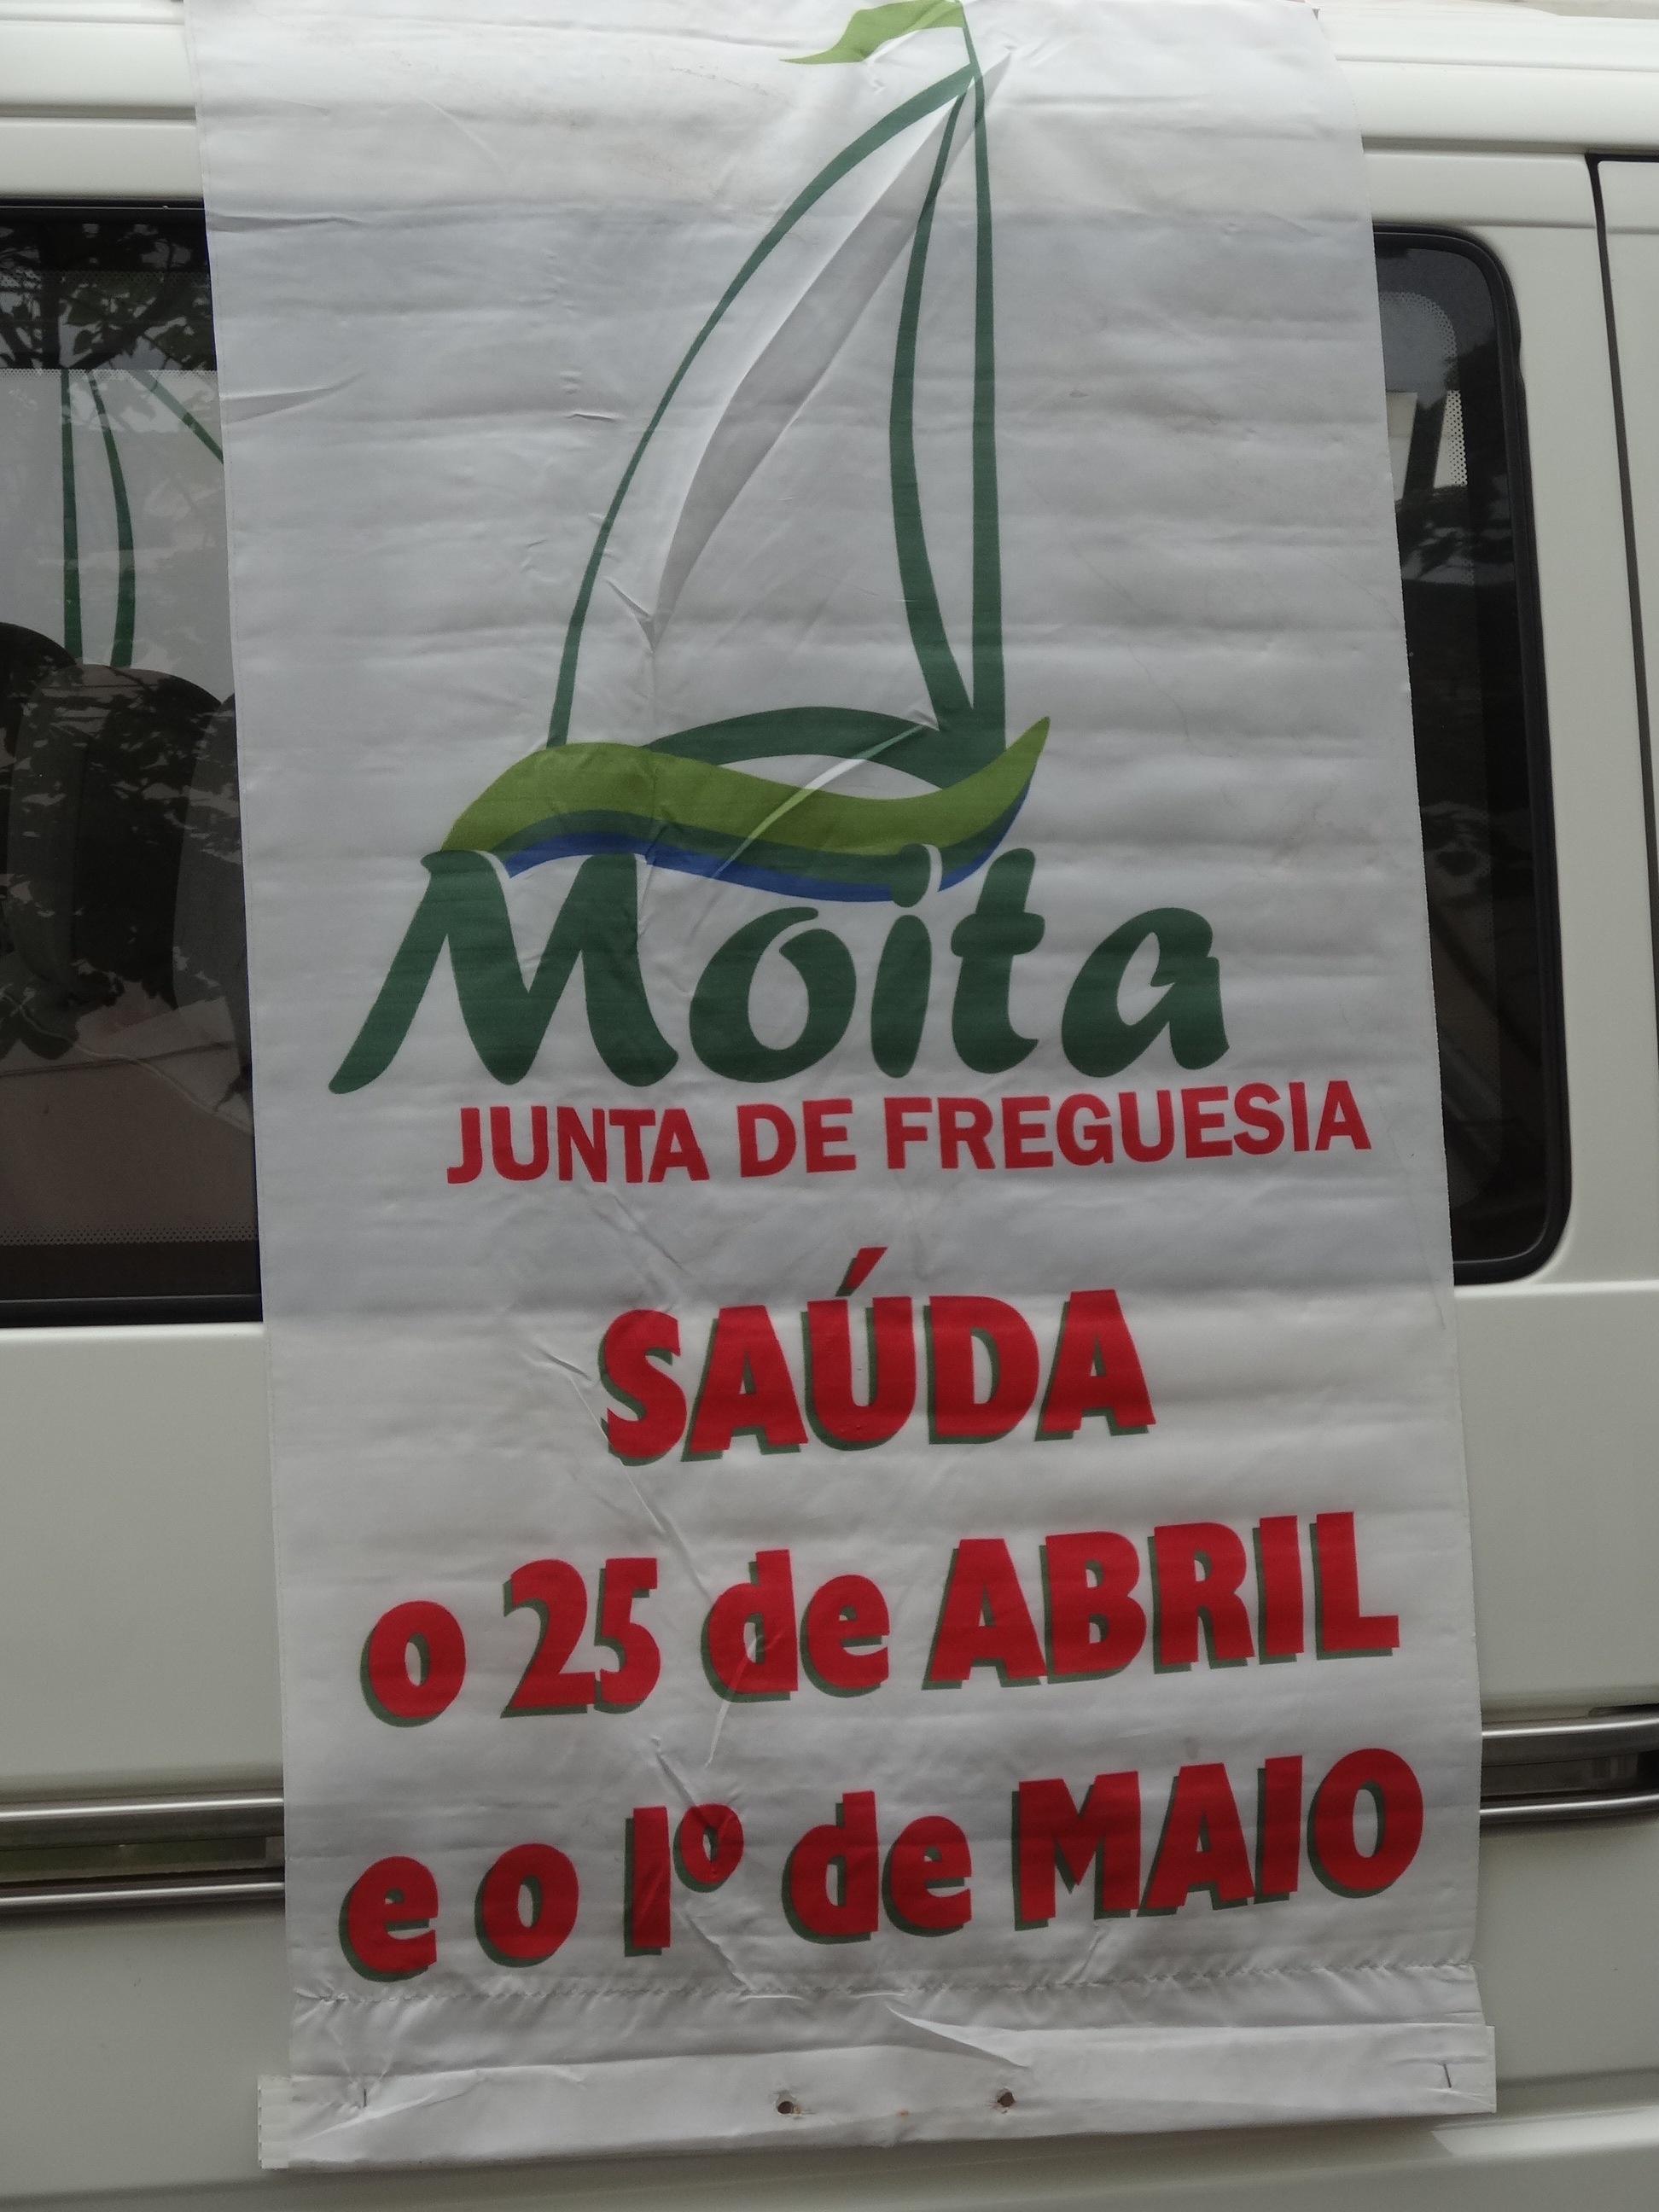 Moita
JUNTA DE FREGUESIA
SAÚDA
o 25 de ABRIL
e o 1º de MAIO